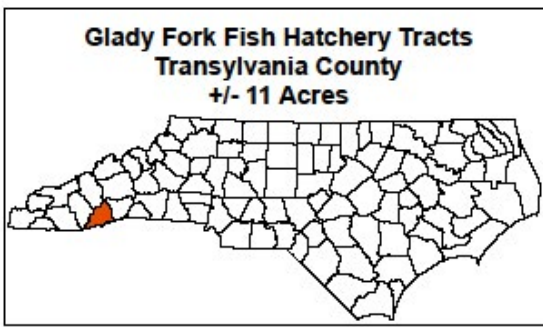 Glady Fork Fish Hatchery Tracts
Transylvania County
+/- 11 Acres